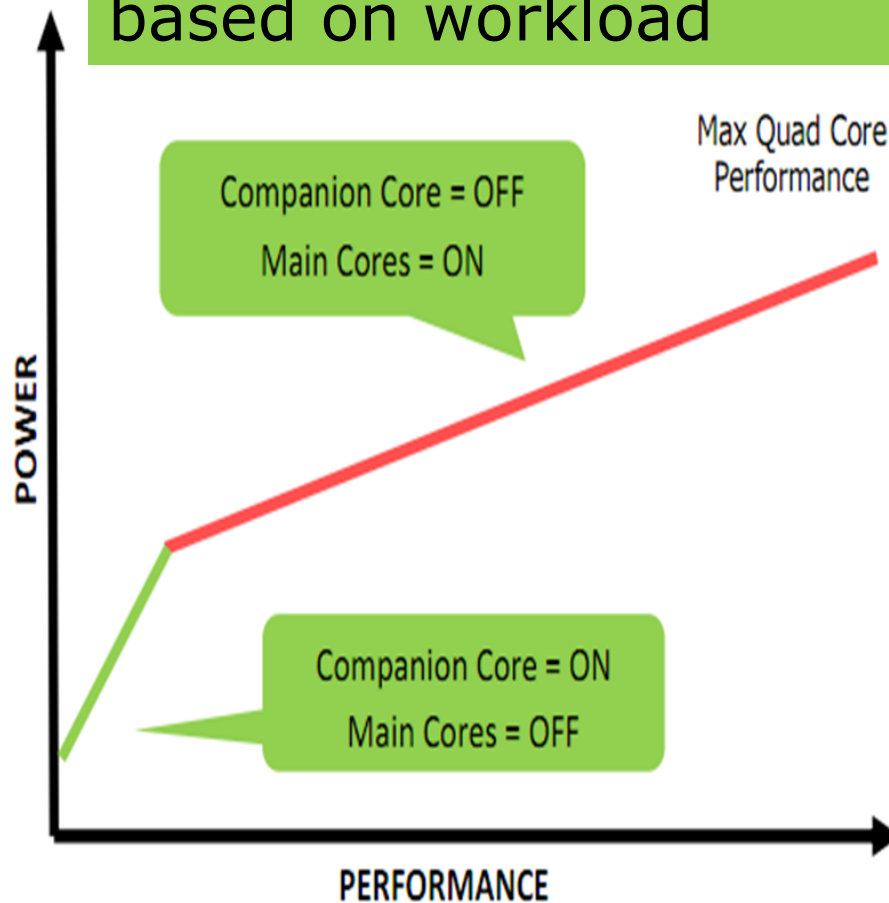 based on workload
Max Quad Core
Performance
Companion Core = OFF
Main Cores = ON
POWER
Companion Core = ON
Main Cores = OFF
PERFORMANCE